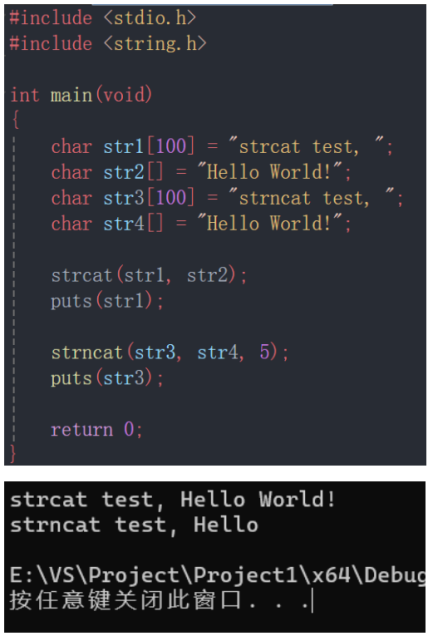 #include <stdio.h>
#include <string.h>
int main(void)
{
char str1[100] = "strcat test, ";
char str2[] = "Hello World!";
char str3[100] = "strncat test, ";
char str4[] = "Hello World!";
strcat(str1, str2);
puts(str1);
strncat(str3, str4, 5);
puts(str3);
return 0;
}
strcat test, Hello World!
strncat test, Hello
E:\VS\Project\Project1\x64\Debug
按任意键关闭此窗口. . .